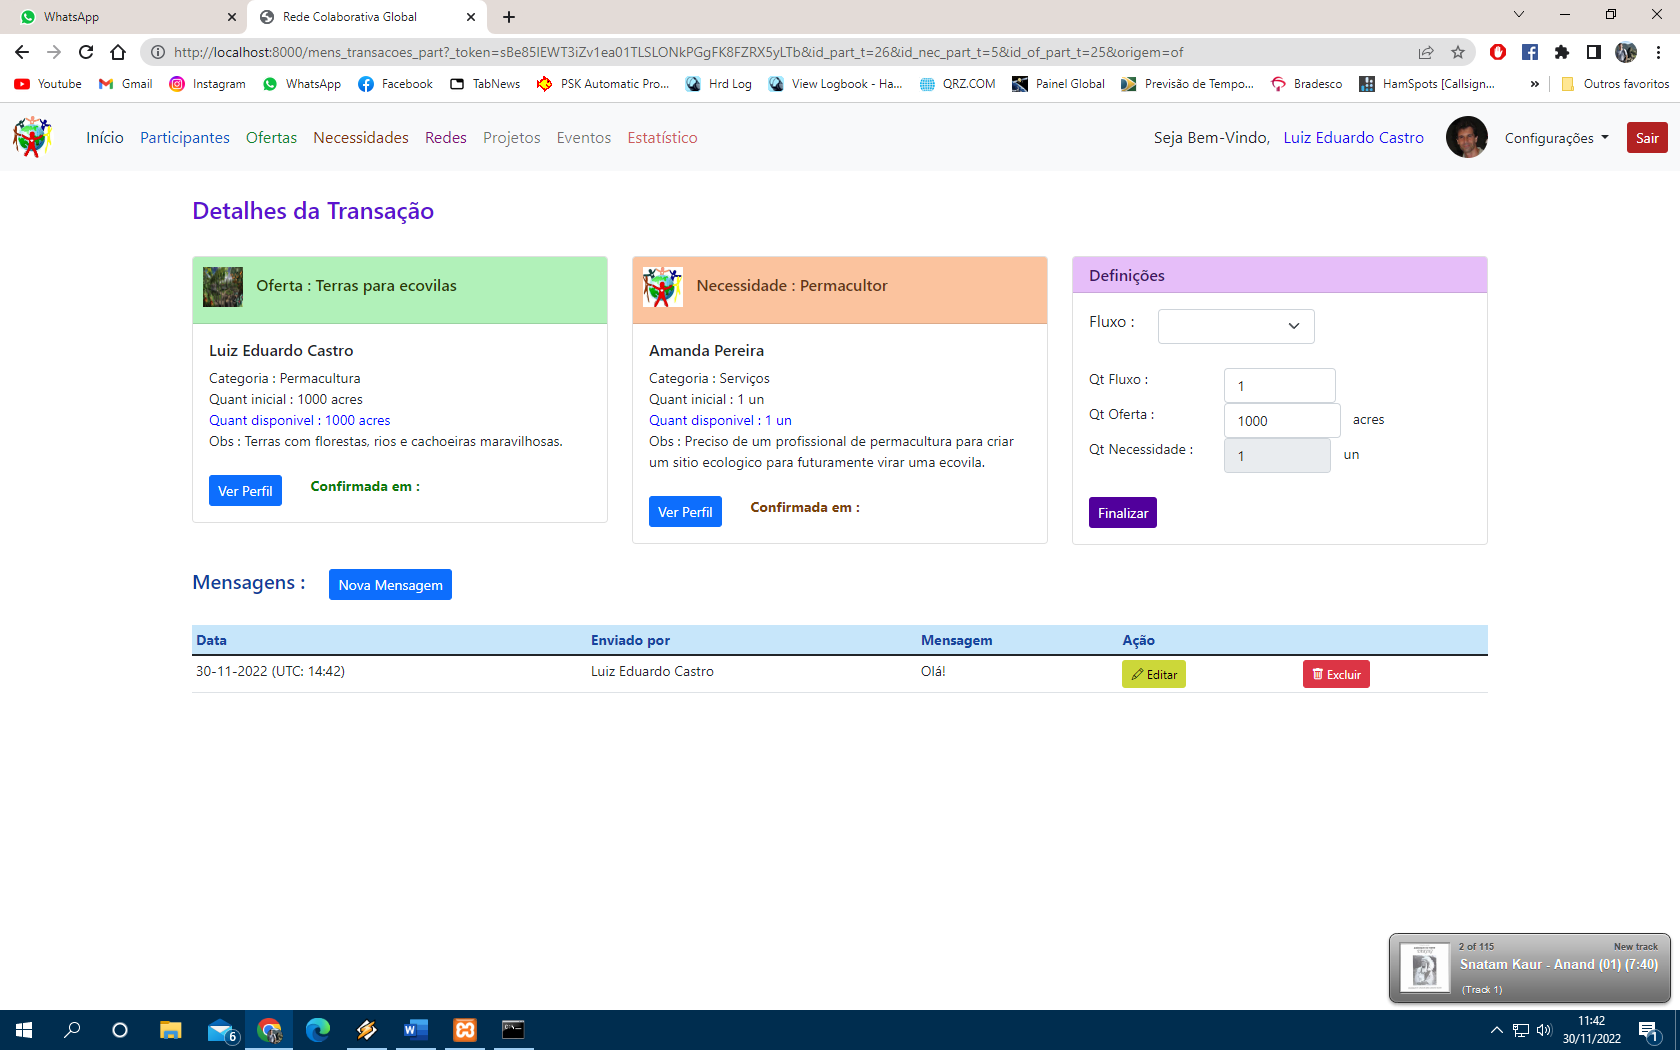 WhatsApp
Rede Colaborativa Global
http://localhost:8000/mens_transacoes_part?_token=sBe85IEWT3iZv1ea01TLSLONkPGgFK8FZRX5yLTb&id_part_t=26&id_nec_part_t=5&id_of_part_t=25&origem=of
Youtube Gmail Instagram WhatsApp Facebook TabNews PSK Automatic Pro... Hrd Log View Logbook - Ha... QRZ.COM Painel Global Previsão de Tempo... Bradesco HamSpots [Callsign... » Outros favoritos
Início Participantes Ofertas Necessidades Redes Projetos Eventos Estatístico Seja Bem-Vindo, Luiz Eduardo Castro Configurações Sair
Detalhes da Transação
Oferta : Terras para ecovilas
Luiz Eduardo Castro
Categoria : Permacultura
Quant inicial : 1000 acres
Quant disponivel : 1000 acres
Obs : Terras com florestas, rios e cachoeiras maravilhosas.
Ver Perfil Confirmada em :
Necessidade : Permacultor
Amanda Pereira
Categoria : Serviços
Quant inicial : 1 un
Quant disponivel : 1 un
Obs : Preciso de um profissional de permacultura para criar
um sitio ecologico para futuramente virar uma ecovila.
Ver Perfil Confirmada em :
Definições
Fluxo :
Qt Fluxo : 1
Qt Oferta : 1000 acres
Qt Necessidade : 1 un
Finalizar
Mensagens : Nova Mensagem
Data Enviado por Mensagem Ação
30-11-2022 (UTC: 14:42) Luiz Eduardo Castro Olá! Editar Excluir
2 of 115 New track
Snatam Kaur - Anand (01) (7:40)
(Track 1)
6
11:42
30/11/2022
1